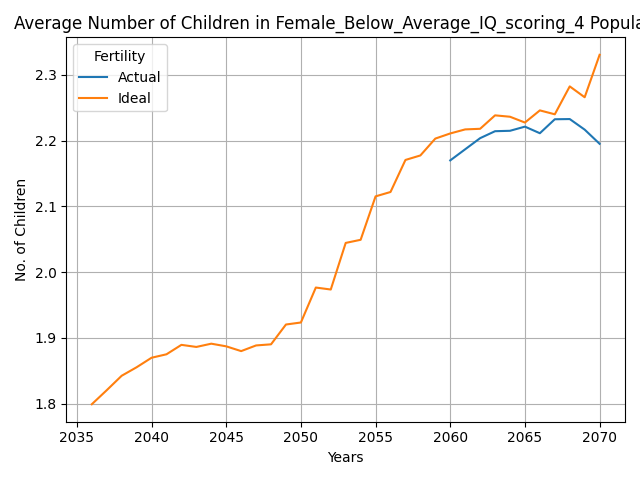 Average Number of Children in Female_Below_Average_IQ_scoring_4 Popula
Fertility
Actual
Ideal
2.3
2.2
2.1
2.0
1.9
1.8
No. of Children
2035 2040 2045 2050 2055 2060 2065 2070
Years